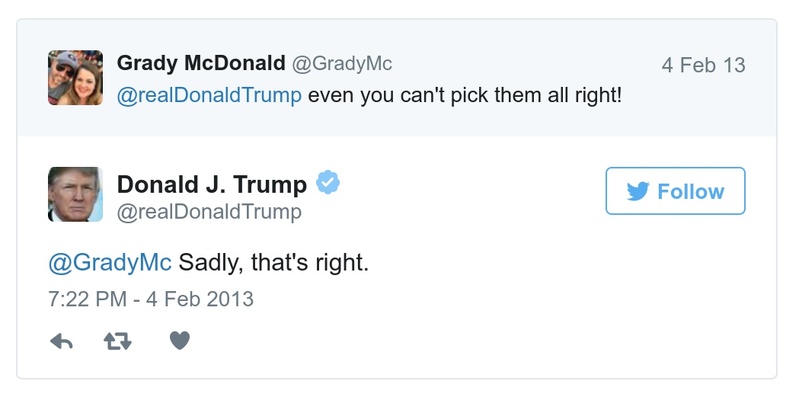 Grady McDonald @GradyMc 4 Feb 13
@realDonaldTrump even you can't pick them all right!
Donald J. Trump
@realDonaldTrump
Follow
@GradyMc Sadly, that's right.
7:22 PM - 4 Feb 2013